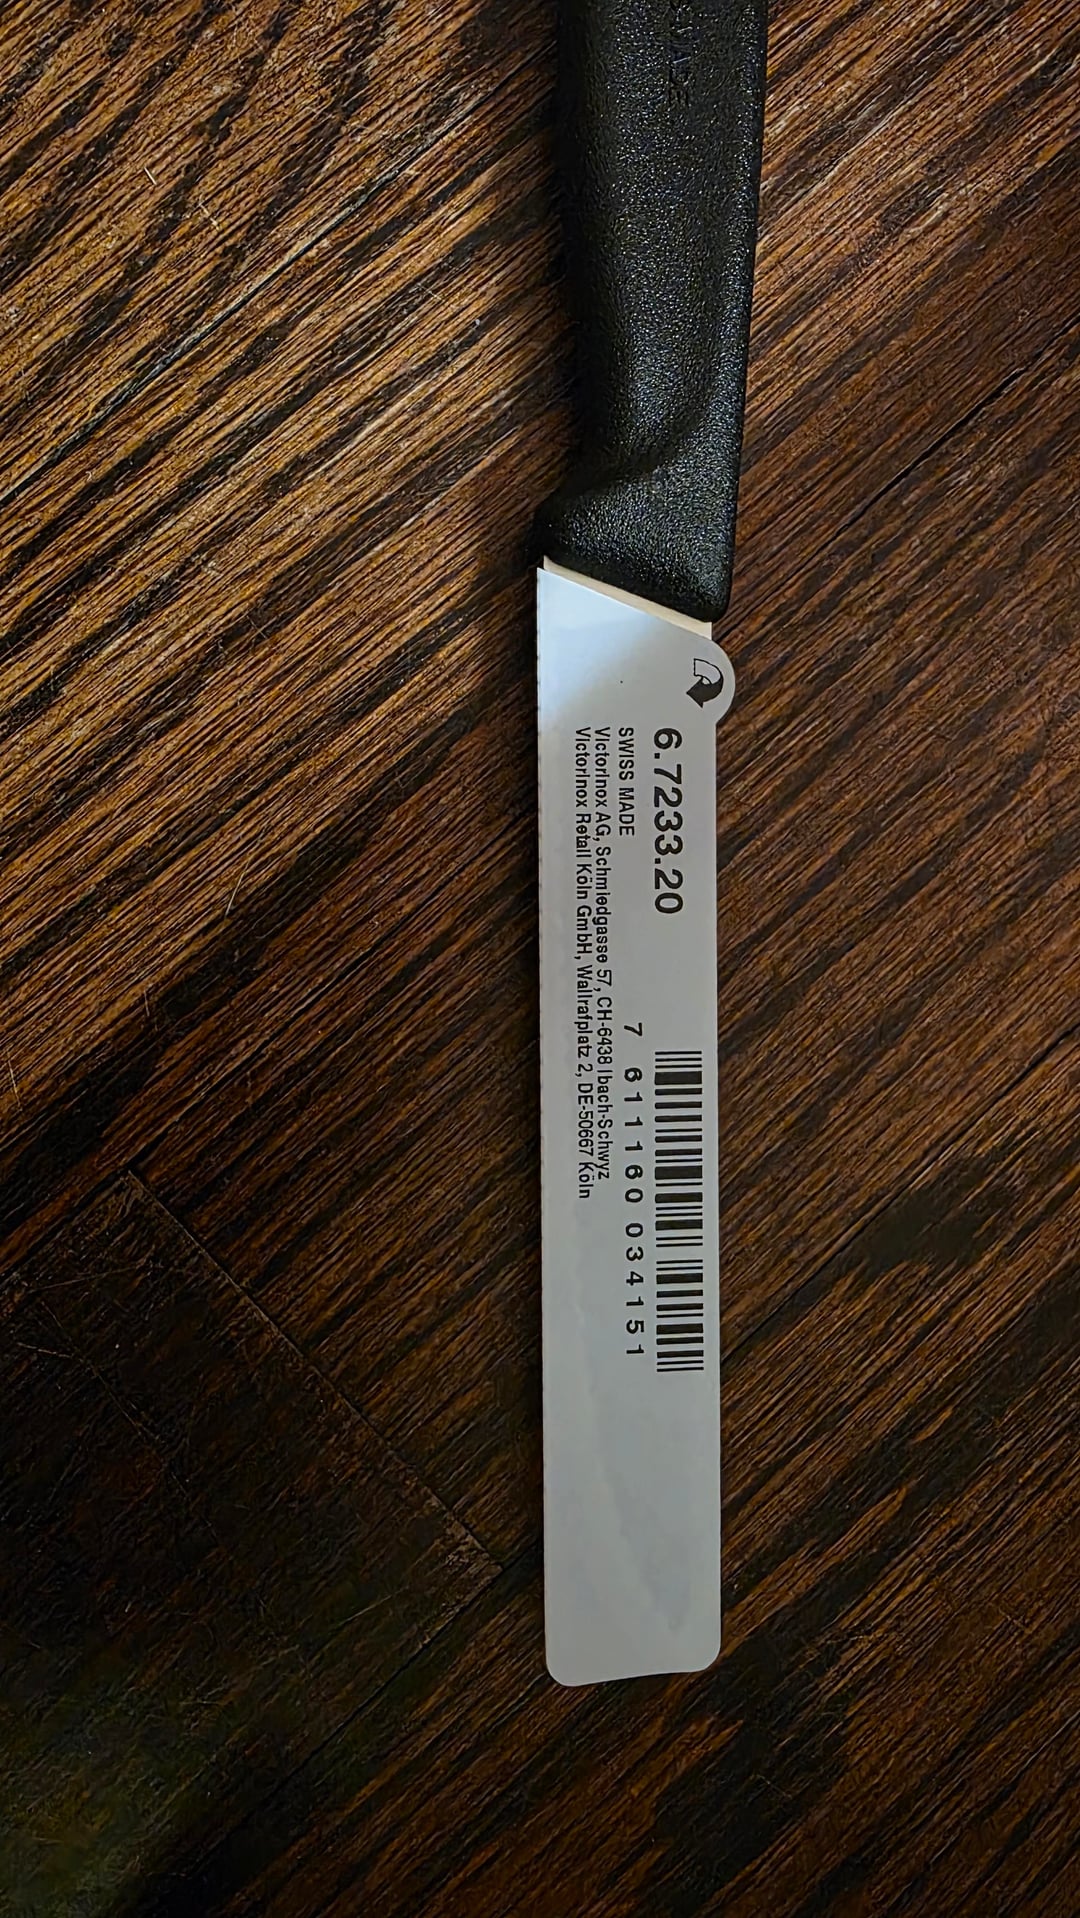 6.7233.20
SWISS MADE
Victorinox AG, Schmiedgasse 57, CH-6438 Ibach-Schwyz
Victorinox Retail Köln GmbH, Wallrafplatz 2, DE-50667 Köln
7 611160 034151